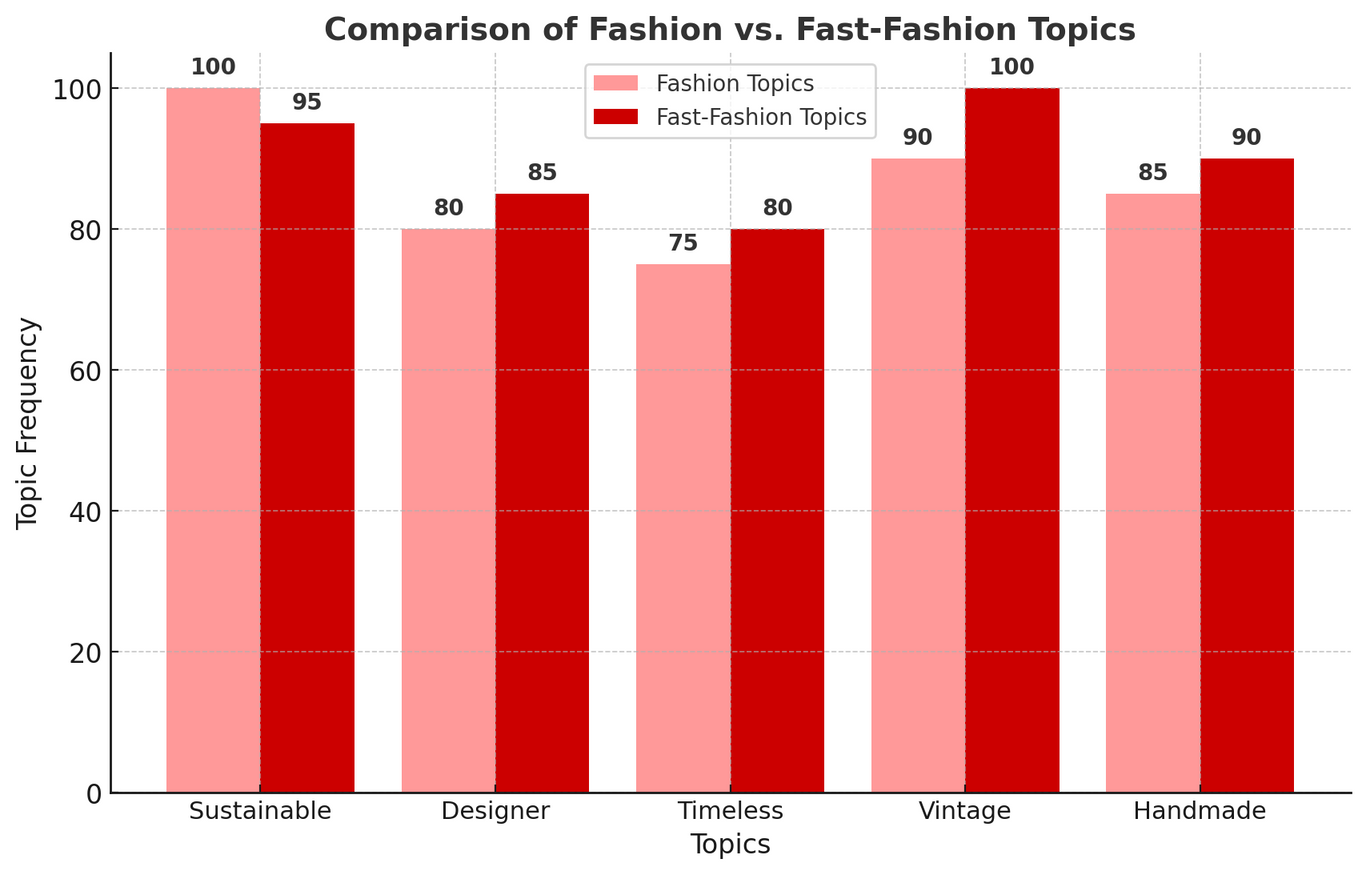 Comparison of Fashion vs. Fast-Fashion Topics
Fashion Topics
Fast-Fashion Topics
100
95
80
85
75
80
90
100
85
90
Topic Frequency
100
80
60
40
20
0
Sustainable
Designer
Timeless
Vintage
Handmade
Topics